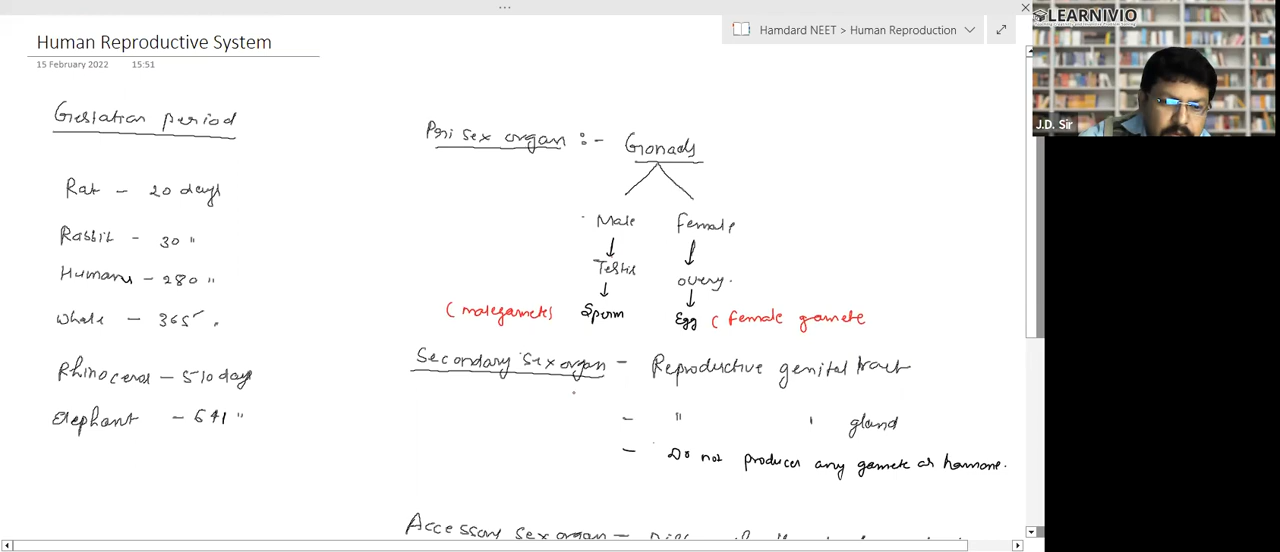 LEARNIVIO
Hamdard NEET > Human Reproduction
Human Reproductive System
15 February 2022 15:51
J.D. Sir
Gestation period
Rat - 20 days
Rabbit - 30 "
Humans - 280 "
Whale - 365 "
Rhinoceros - 510 days
Elephant - 641 "
Pri sex organ :- Gonads
Male Female
Testis ovary
(male gamete) Sperm Egg (Female gamete
Secondary sex organ - Reproductive genital tract
- " " gland
- Do not produces any gamete or hormone.
Accessory sex organ -